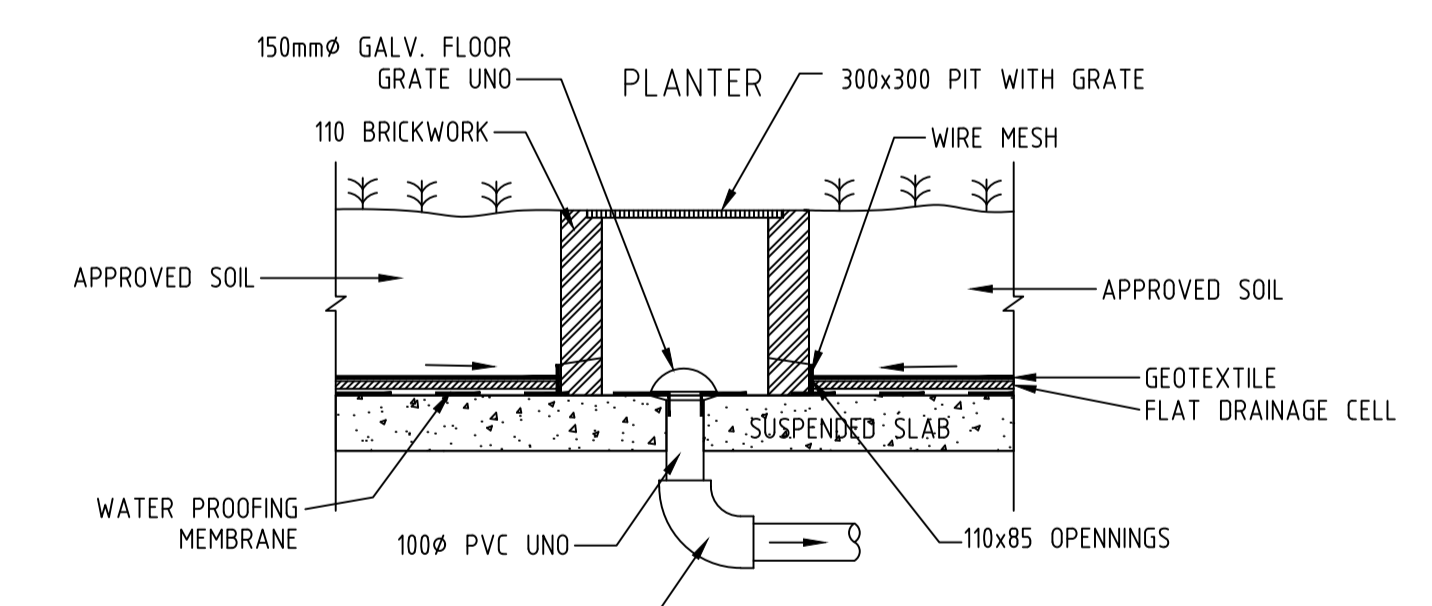 150mmØ GALV. FLOOR
GRATE UNO
PLANTER
300x300 PIT WITH GRATE
110 BRICKWORK
WIRE MESH
APPROVED SOIL
APPROVED SOIL
GEOTEXTILE
FLAT DRAINAGE CELL
SUSPENDED SLAB
WATER PROOFING
MEMBRANE
100Ø PVC UNO
110x85 OPENNINGS